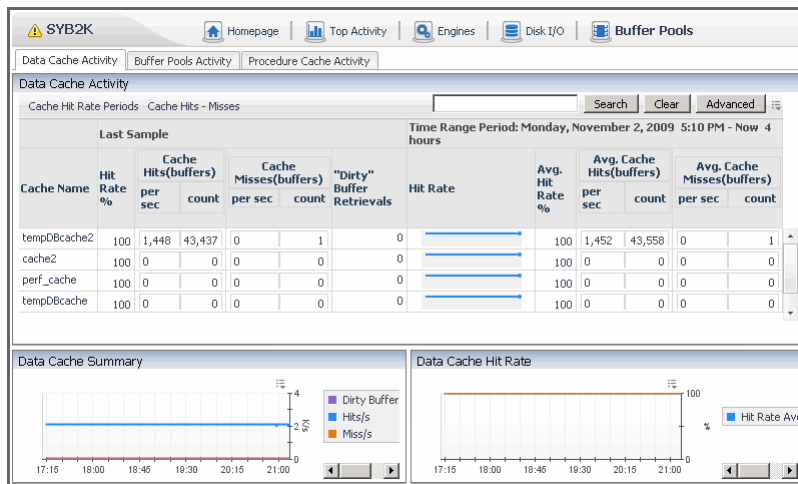 SYB2K Homepage Top Activity Engines Disk I/O Buffer Pools
Data Cache Activity Buffer Pools Activity Procedure Cache Activity
Data Cache Activity
Cache Hit Rate Periods Cache Hits - Misses Search Clear Advanced
Last Sample
Time Range Period: Monday, November 2, 2009 5:10 PM - Now 4
hours
Cache Name
Hit
Rate
%
Cache
Hits(buffers)
per
sec
count
Cache
Misses(buffers)
per sec count
"Dirty"
Buffer
Retrievals
Hit Rate
Avg.
Hit
Rate
%
Avg. Cache
Hits(buffers)
per
sec
count
Avg. Cache
Misses(buffers)
per sec count
tempDBcache2 100 1,448 43,437 0 1 0 100 1,452 43,558 0 1
cache2 100 0 0 0 0 0 100 0 0 0 0
perf_cache 100 0 0 0 0 0 100 0 0 0 0
tempDBcache 100 0 0 0 0 0 100 0 0 0 0
Data Cache Summary
4
2
0
K/s
17:15 18:00 18:45 19:30 20:15 21:00
Dirty Buffer
Hits/s
Miss/s
Data Cache Hit Rate
100
0
%
17:15 18:00 18:45 19:30 20:15 21:00
Hit Rate Ave